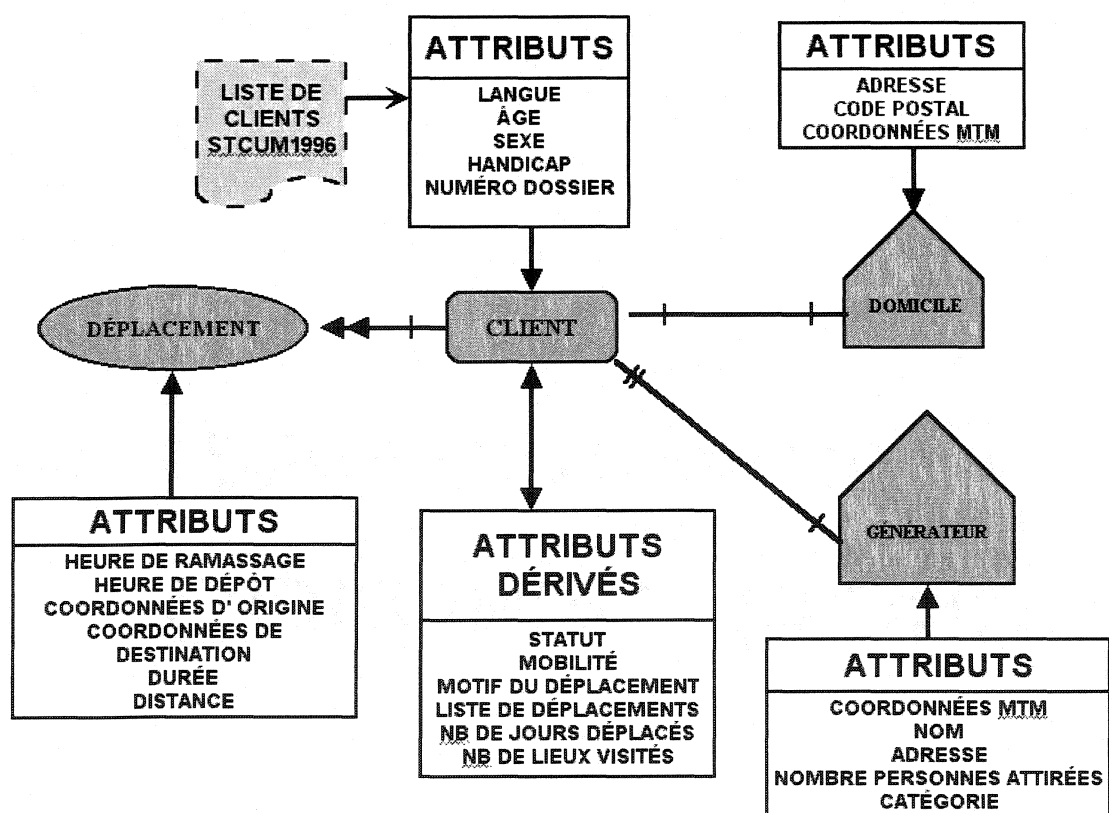 LISTE DE
CLIENTS
STCUM1996
ATTRIBUTS
LANGUE
ÂGE
SEXE
HANDICAP
NUMÉRO DOSSIER
ATTRIBUTS
ADRESSE
CODE POSTAL
COORDONNÉES MTM
DÉPLACEMENT
CLIENT
DOMICILE
GÉNÉRATEUR
ATTRIBUTS
HEURE DE RAMASSAGE
HEURE DE DÉPÔT
COORDONNÉES D' ORIGINE
COORDONNÉES DE
DESTINATION
DURÉE
DISTANCE
ATTRIBUTS
DÉRIVÉS
STATUT
MOBILITÉ
MOTIF DU DÉPLACEMENT
LISTE DE DÉPLACEMENTS
NB DE JOURS DÉPLACÉS
NB DE LIEUX VISITÉS
ATTRIBUTS
COORDONNÉES MTM
NOM
ADRESSE
NOMBRE PERSONNES ATTIRÉES
CATÉGORIE